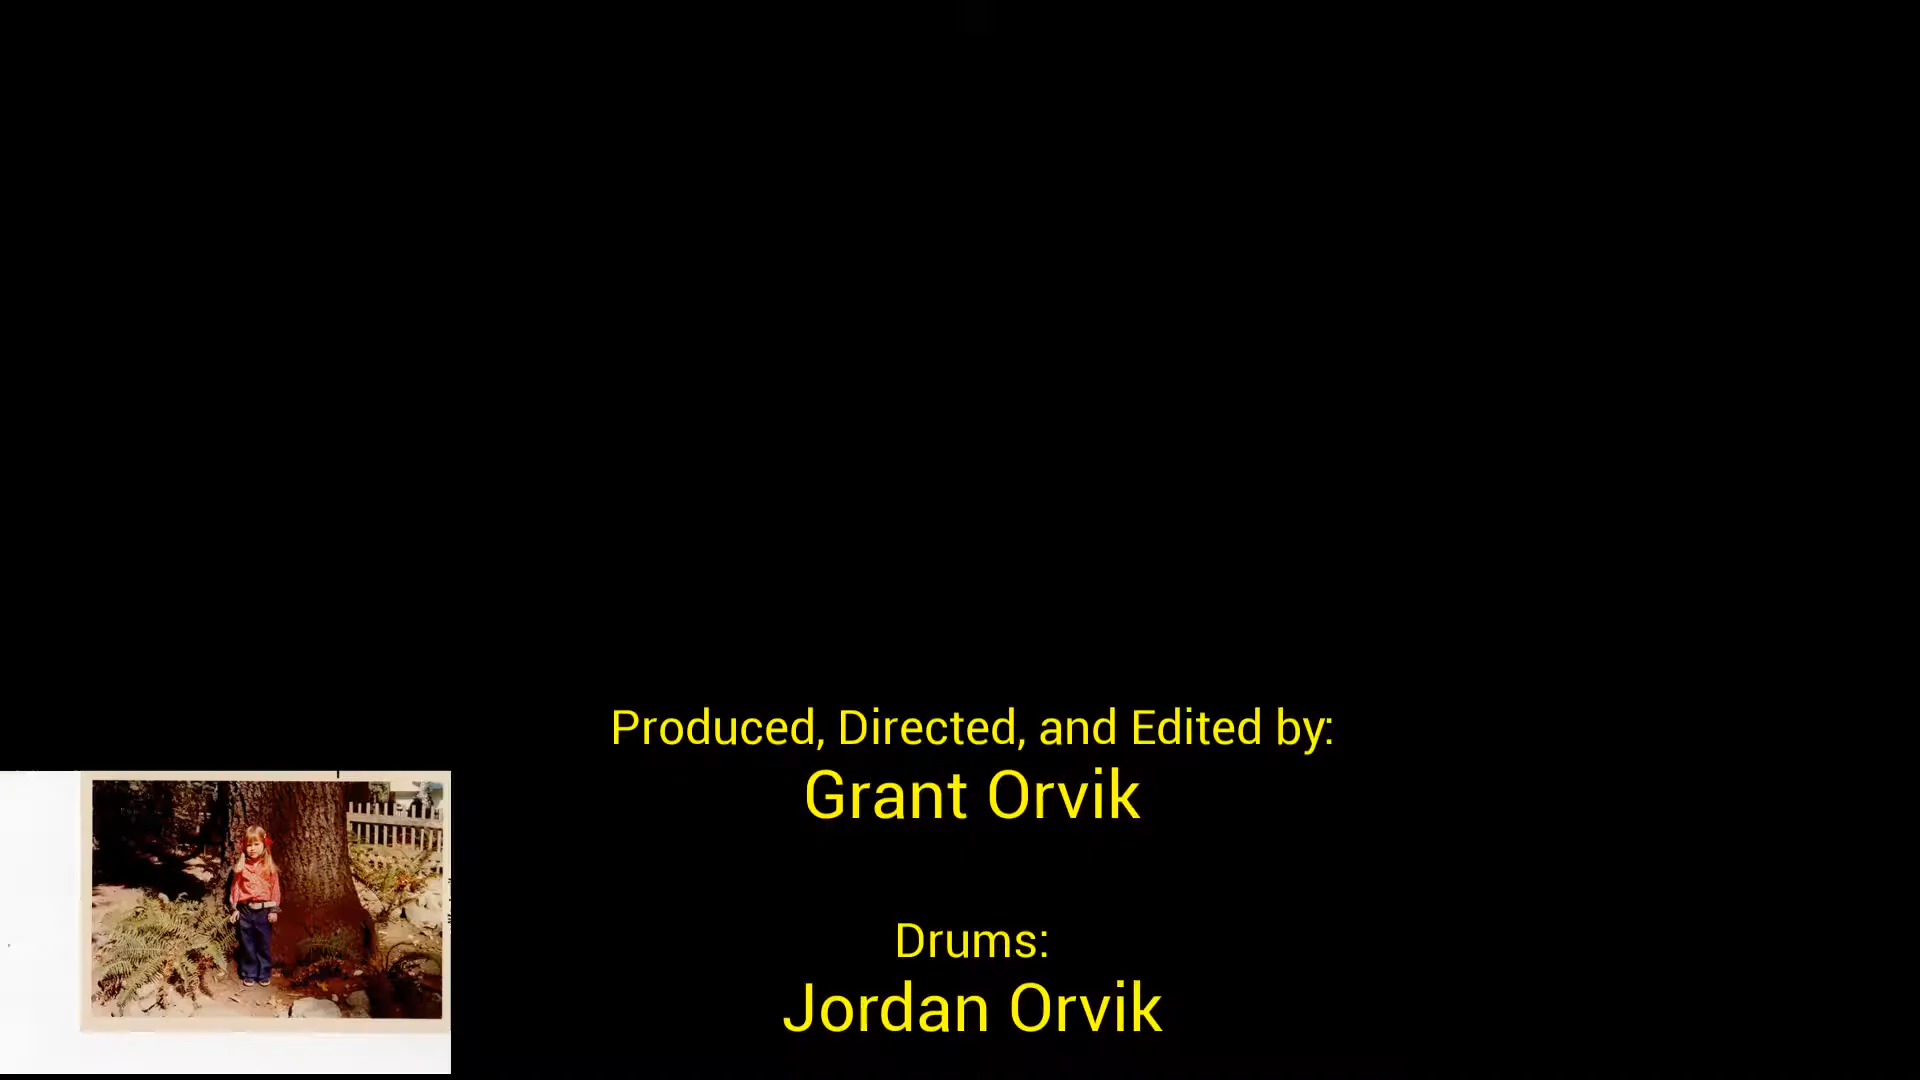 Produced, Directed, and Edited by:
Grant Orvik
Drums:
Jordan Orvik